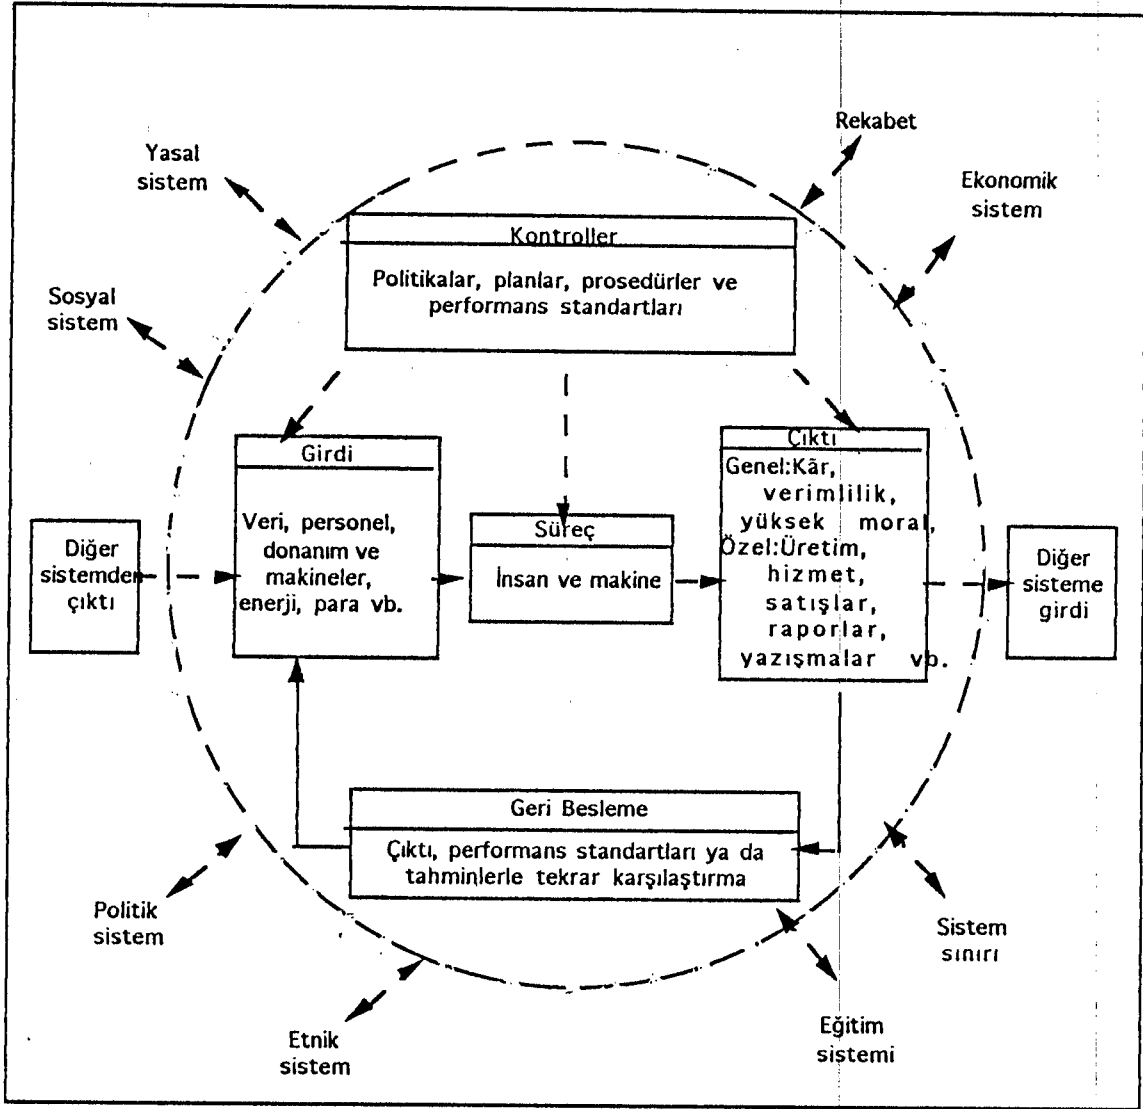 Rekabet
Yasal
sistem
Ekonomik
sistem
Kontroller
Politikalar, planlar, prosedürler ve
performans standartları
Sosyal
sistem
Girdi
Veri, personel,
donanım ve
makineler,
enerji, para vb.
Süreç
İnsan ve makine
Çıktı
Genel:Kâr,
verimlilik,
yüksek moral,
Özel:Üretim,
hizmet,
satışlar,
raporlar,
yazışmalar vb.
Diğer
sistemden
çıktı
Diğer
sisteme
girdi
Geri Besleme
Çıktı, performans standartları ya da
tahminlerle tekrar karşılaştırma
Politik
sistem
Sistem
sınırı
Etnik
sistem
Eğitim
sistemi